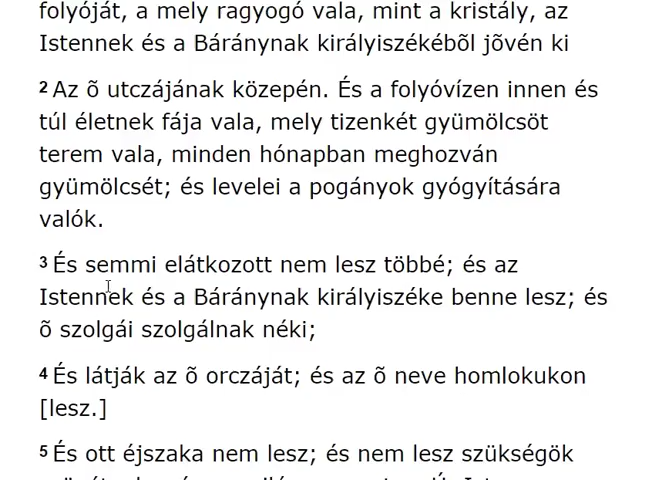 folyóját, a mely ragyogó vala, mint a kristály, az
Istennek és a Báránynak királyiszékébõl jõvén ki
2 Az õ utczájának közepén. És a folyóvízen innen és
túl életnek fája vala, mely tizenkét gyümölcsöt
terem vala, minden hónapban meghozván
gyümölcsét; és levelei a pogányok gyógyítására
valók.
3 És semmi elátkozott nem lesz többé; és az
Istennek és a Báránynak királyiszéke benne lesz; és
õ szolgái szolgálnak néki;
4 És látják az õ orczáját; és az õ neve homlokukon
[lesz.]
5 És ott éjszaka nem lesz; és nem lesz szükségök